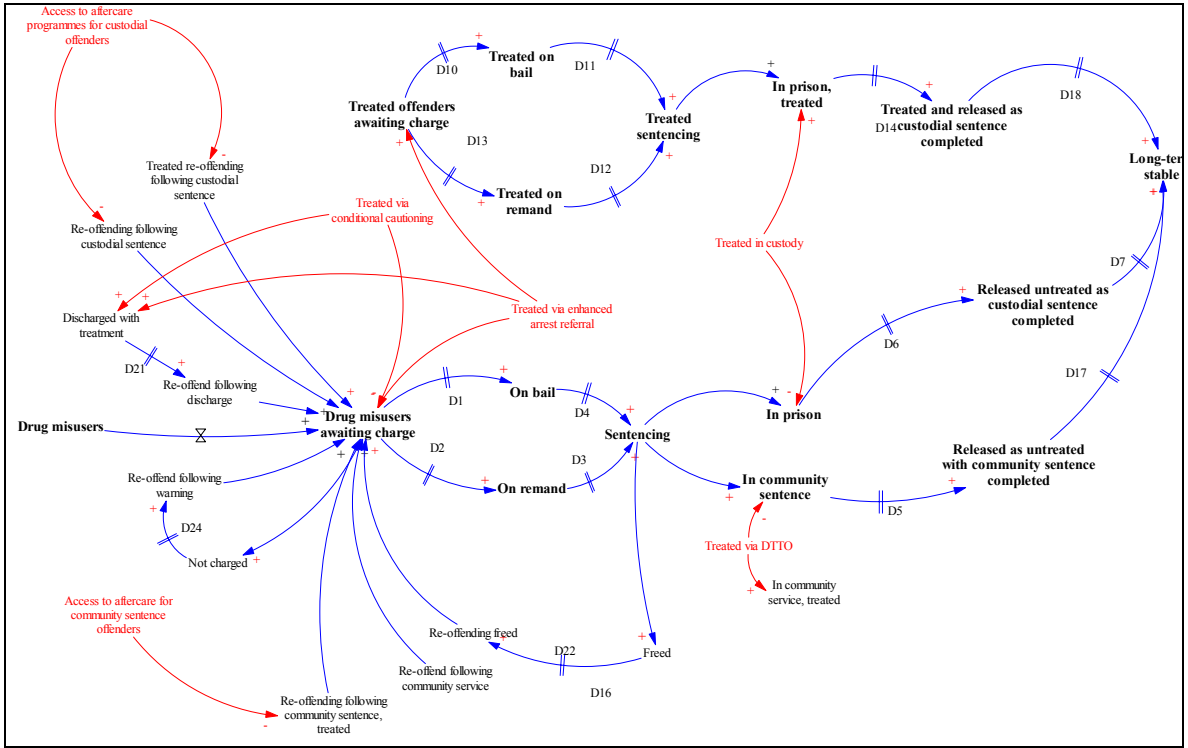 Access to aftercare
programmes for custodial
offenders
D10
Treated on
bail
D11
Treated offenders
awaiting charge
D13
Treated
sentencing
In prison,
treated
Treated and released as
custodial sentence
completed
D14
D18
Long-ter
stable
D12
Treated on
remand
Treated re-offending
following custodial
sentence
Re-offending following
custodial sentence
Treated via
conditional cautioning
Treated in custody
D7
Discharged with
treatment
Treated via enhanced
arrest referral
Released untreated as
custodial sentence
completed
D6
D21
Re-offend following
discharge
D17
Drug misusers
Drug misusers
awaiting charge
D1
On bail
D4
In prison
Sentencing
D2
D3
On remand
Released as untreated
with community sentence
completed
Re-offend following
warning
In community
sentence
D5
D24
Not charged
Treated via DTTO
In community
service, treated
Access to aftercare for
community sentence
offenders
Re-offending freed
D22
Freed
Re-offend following
community service
D16
Re-offending following
community sentence,
treated